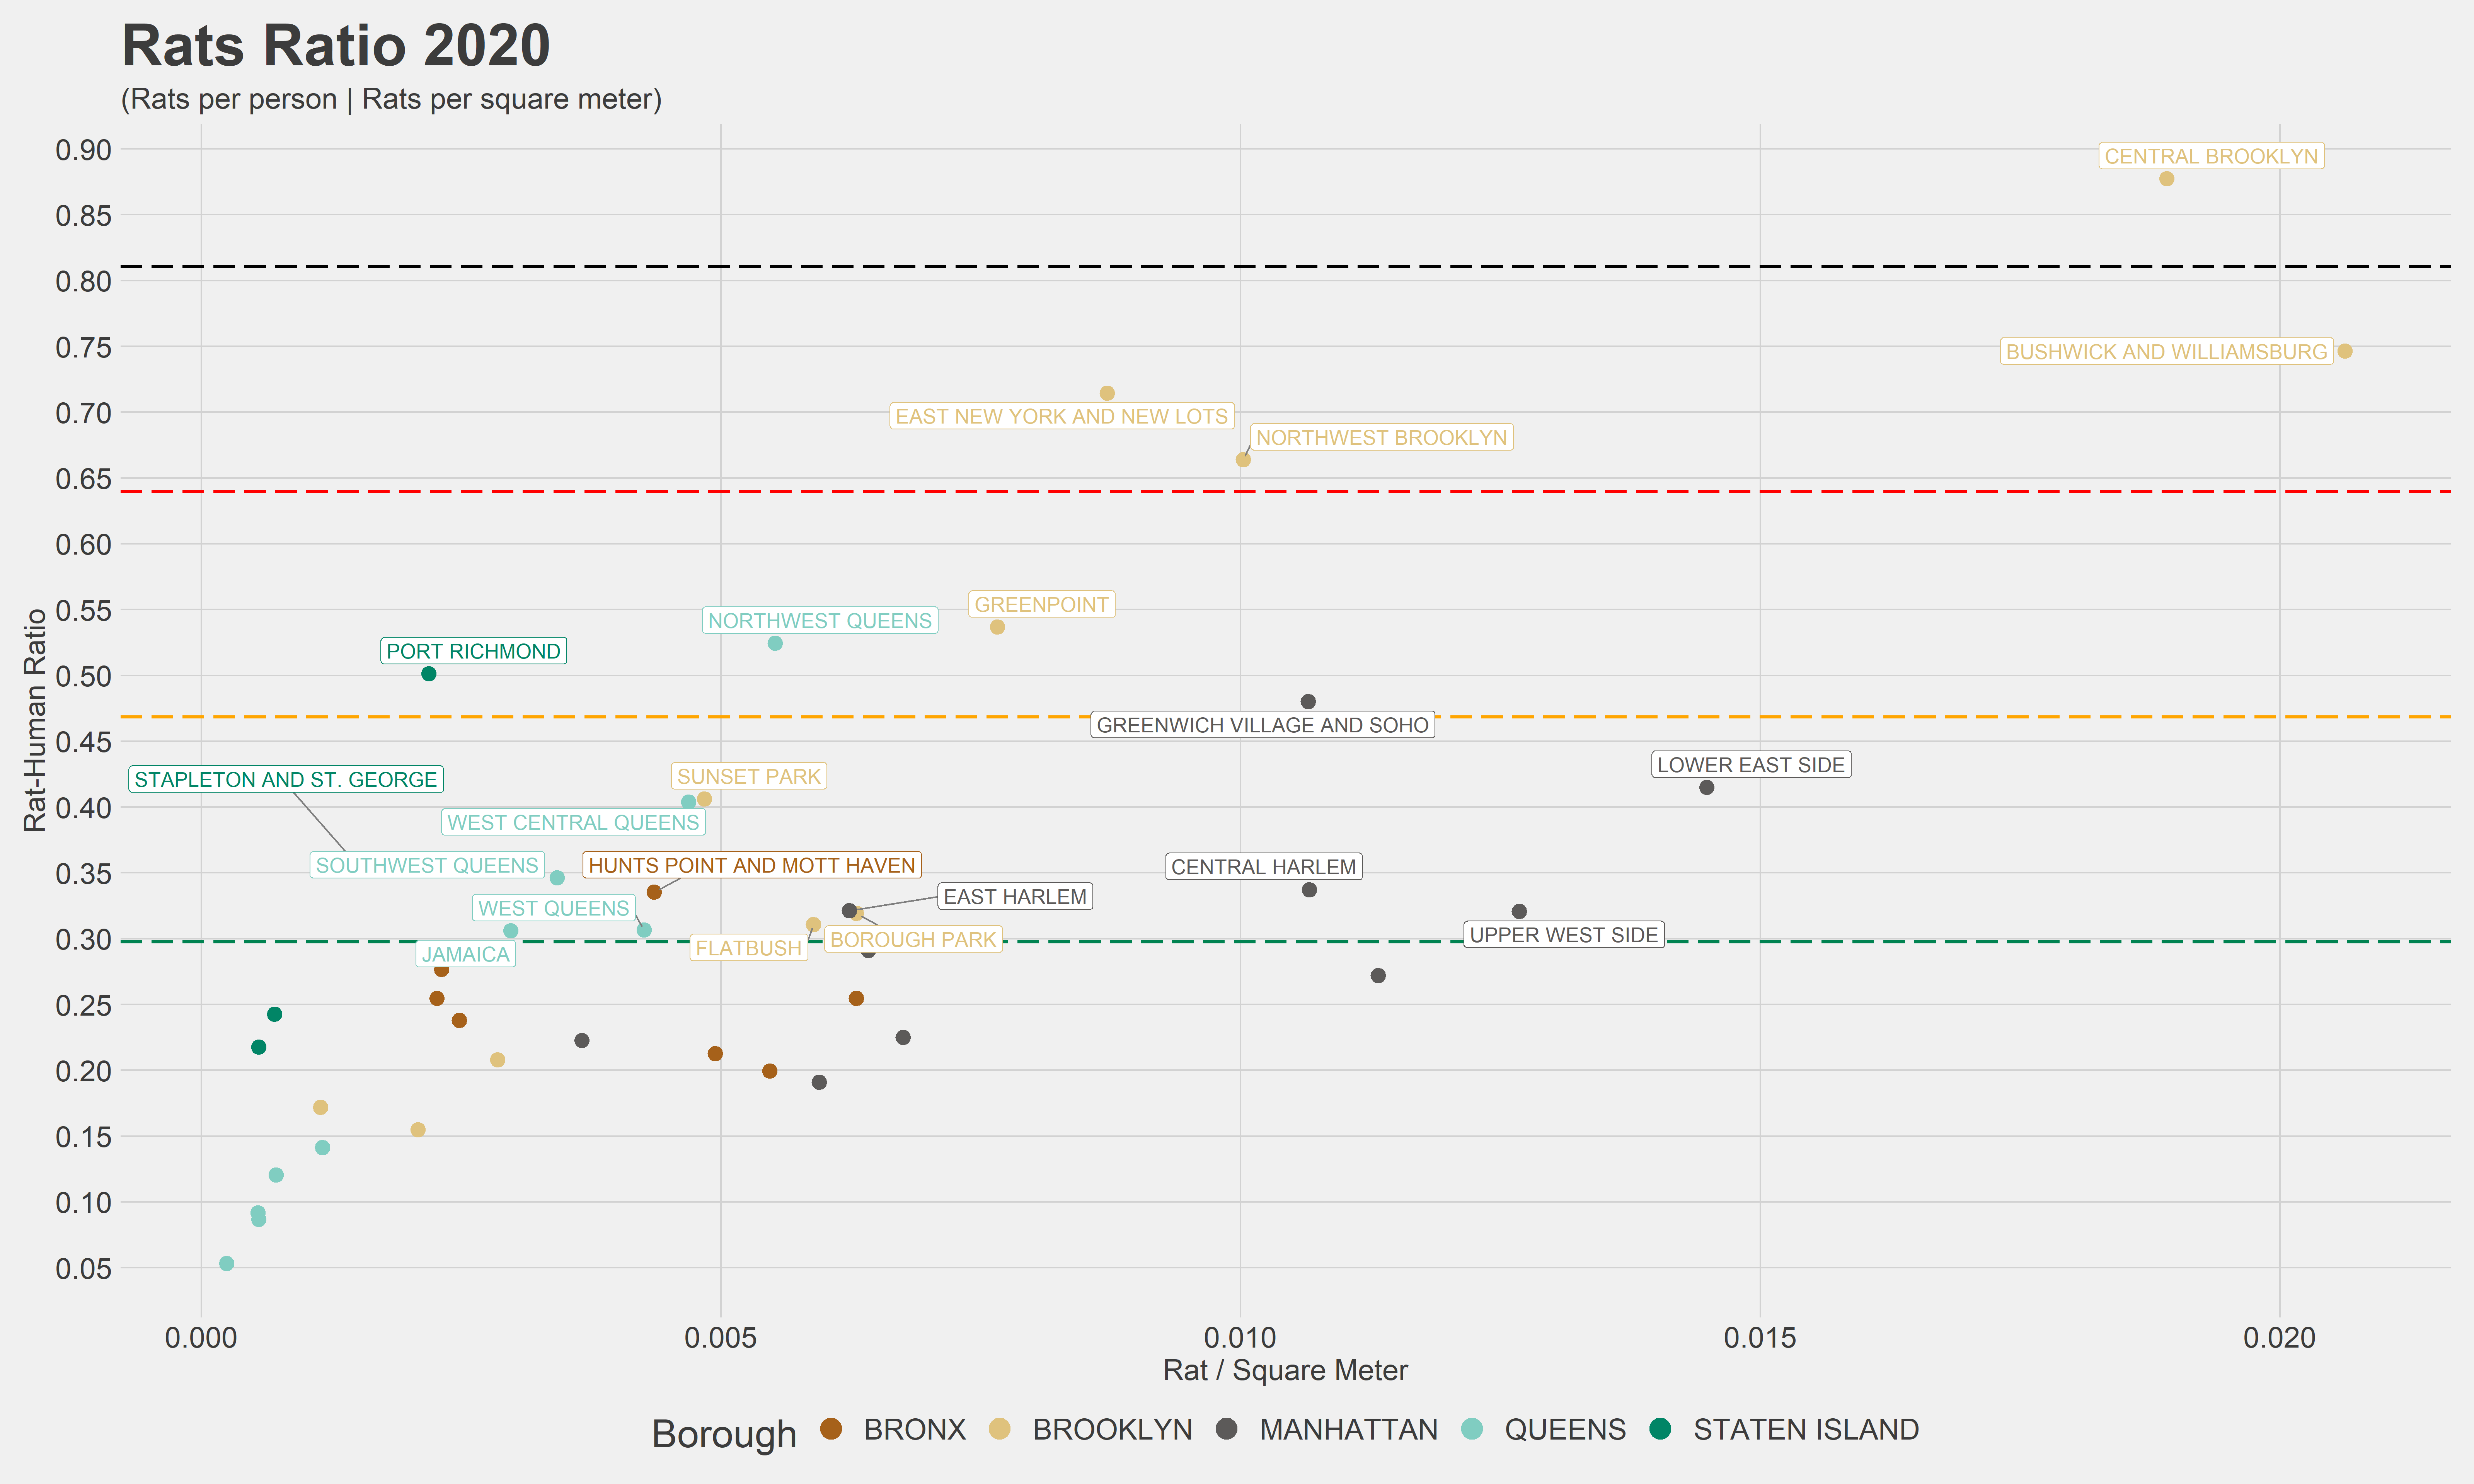 Rats Ratio 2020
(Rats per person | Rats per square meter)
Rat-Human Ratio
0.90
0.85
0.80
0.75
0.70
0.65
0.60
0.55
0.50
0.45
0.40
0.35
0.30
0.25
0.20
0.15
0.10
0.05
CENTRAL BROOKLYN
BUSHWICK AND WILLIAMSBURG
EAST NEW YORK AND NEW LOTS
NORTHWEST BROOKLYN
GREENPOINT
NORTHWEST QUEENS
PORT RICHMOND
GREENWICH VILLAGE AND SOHO
LOWER EAST SIDE
SUNSET PARK
STAPLETON AND ST. GEORGE
WEST CENTRAL QUEENS
SOUTHWEST QUEENS
HUNTS POINT AND MOTT HAVEN
CENTRAL HARLEM
EAST HARLEM
WEST QUEENS
UPPER WEST SIDE
BOROUGH PARK
FLATBUSH
JAMAICA
0.000
0.005
0.010
0.015
0.020
Rat / Square Meter
Borough
BRONX
BROOKLYN
MANHATTAN
QUEENS
STATEN ISLAND